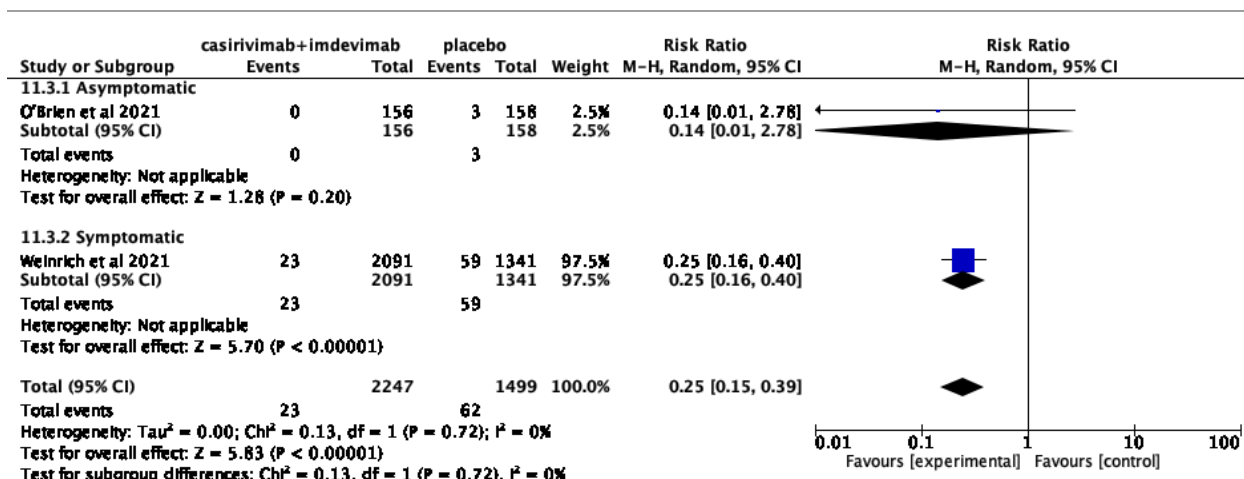 casirivimab+imdevimab placebo Risk Ratio Risk Ratio
Study or Subgroup Events Total Events Total Weight M-H, Random, 95% CI M-H, Random, 95% CI
11.3.1 Asymptomatic
O'Brien et al 2021 0 156 3 158 2.5% 0.14 [0.01, 2.78]
Subtotal (95% CI) 156 158 2.5% 0.14 [0.01, 2.78]
Total events 0 3
Heterogeneity: Not applicable
Test for overall effect: Z = 1.28 (P = 0.20)
11.3.2 Symptomatic
Weinrich et al 2021 23 2091 59 1341 97.5% 0.25 [0.16, 0.40]
Subtotal (95% CI) 2091 1341 97.5% 0.25 [0.16, 0.40]
Total events 23 59
Heterogeneity: Not applicable
Test for overall effect: Z = 5.70 (P < 0.00001)
Total (95% CI) 2247 1499 100.0% 0.25 [0.15, 0.39]
Total events 23 62
Heterogeneity: Tau² = 0.00; Chi² = 0.13, df = 1 (P = 0.72); I² = 0%
Test for overall effect: Z = 5.83 (P < 0.00001)
Test for subgroup differences: Chi² = 0.13, df = 1 (P = 0.72), I² = 0%
0.01 0.1 1 10 100
Favours [experimental] Favours [control]